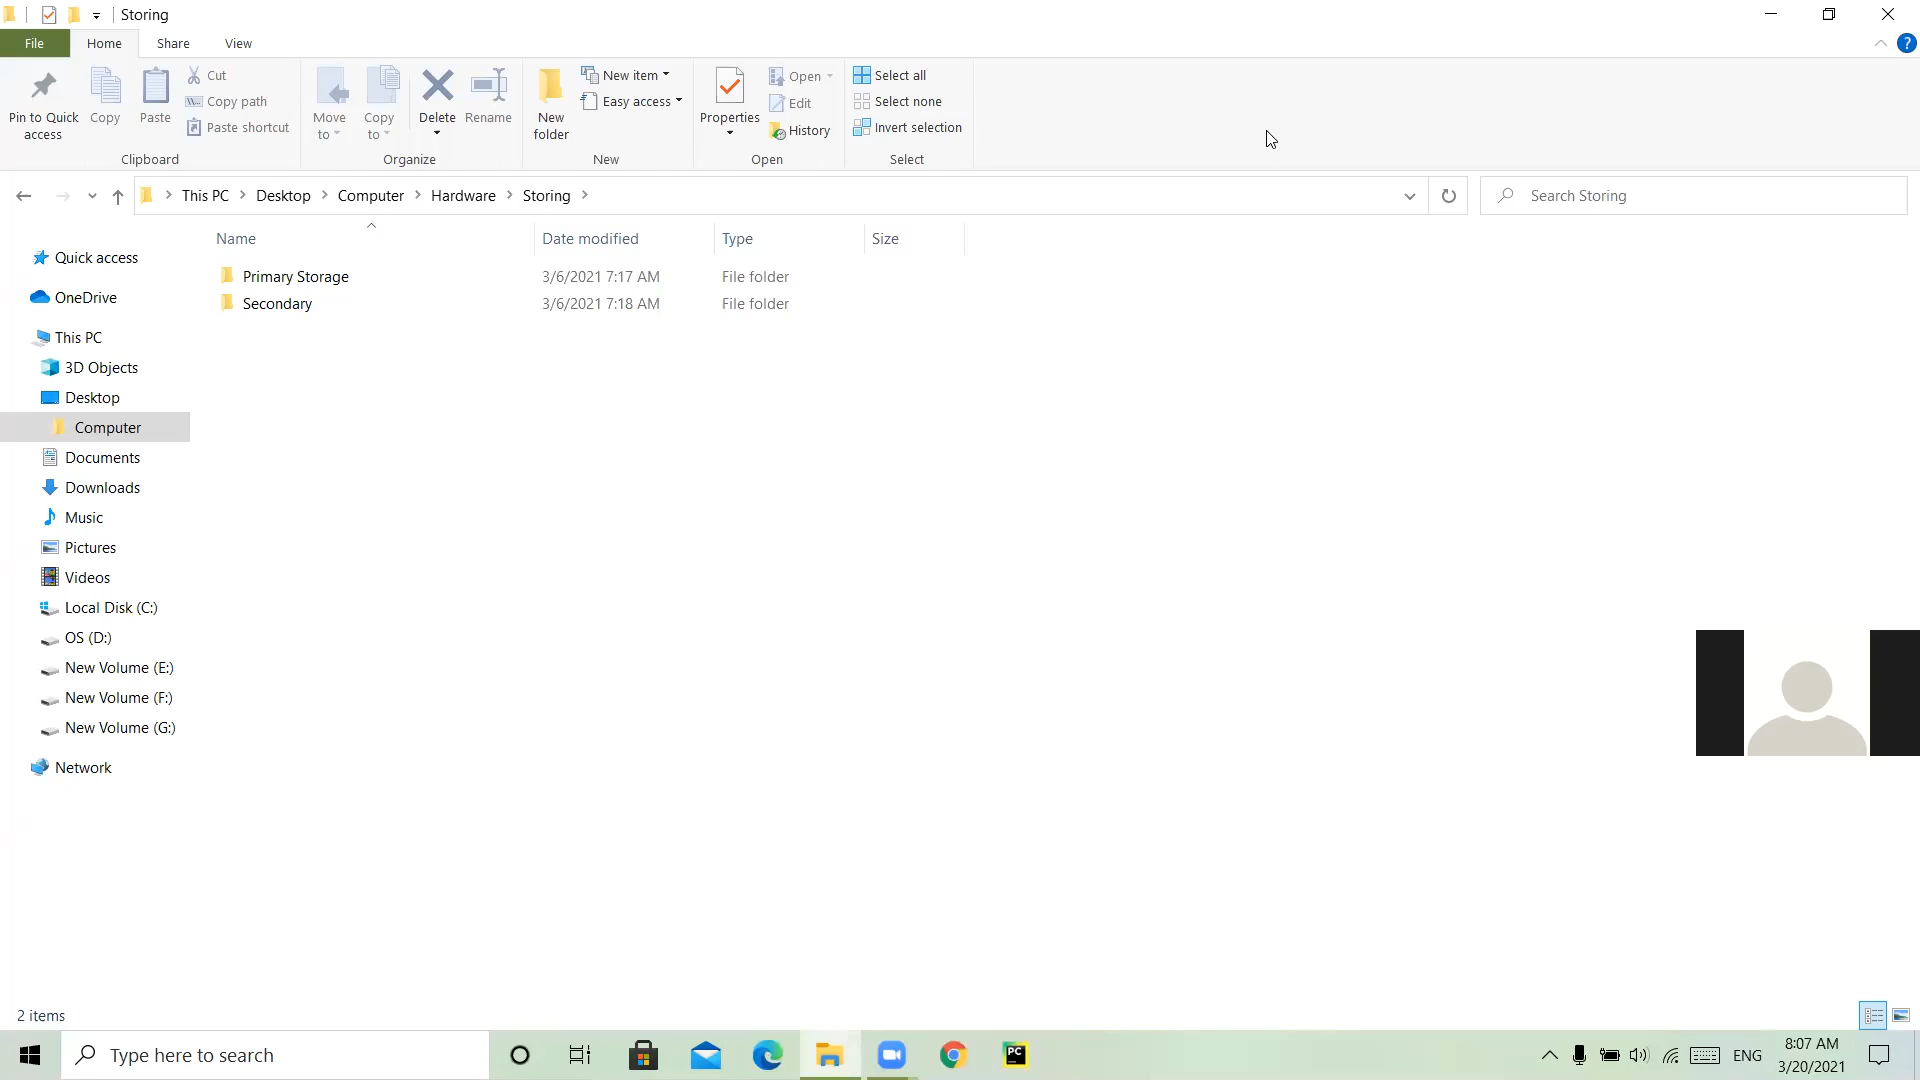 Storing
File Home Share View
Pin to Quick access
Copy
Paste
Cut
Copy path
Paste shortcut
Clipboard
Move to
Copy to
Delete
Rename
Organize
New folder
New item
Easy access
New
Properties
Open
Edit
History
Open
Select all
Select none
Invert selection
Select
This PC > Desktop > Computer > Hardware > Storing >
Search Storing
Name Date modified Type Size
Primary Storage 3/6/2021 7:17 AM File folder
Secondary 3/6/2021 7:18 AM File folder
Quick access
OneDrive
This PC
3D Objects
Desktop
Computer
Documents
Downloads
Music
Pictures
Videos
Local Disk (C:)
OS (D:)
New Volume (E:)
New Volume (F:)
New Volume (G:)
Network
2 items
Type here to search
PC
ENG
8:07 AM
3/20/2021